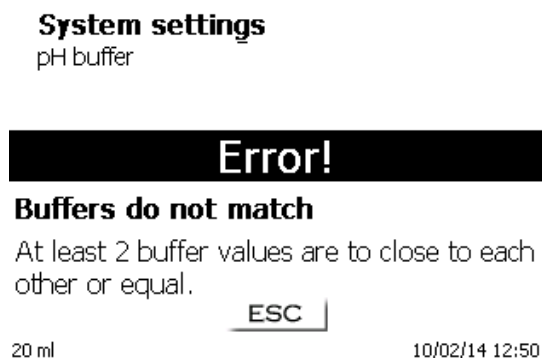 System settings
pH buffer
Error!
Buffers do not match
At least 2 buffer values are to close to each
other or equal.
ESC
20 ml 10/02/14 12:50